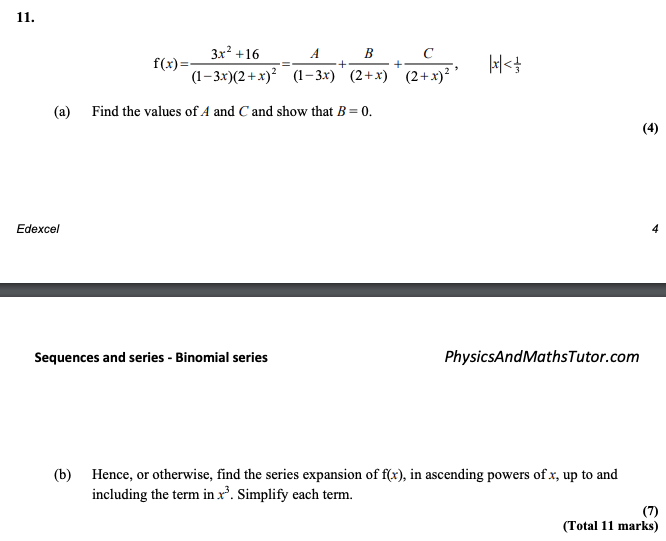 11.
f(x) = \frac{3x^2 + 16}{(1 - 3x)(2 + x)^2} = \frac{A}{(1 - 3x)} + \frac{B}{(2 + x)} + \frac{C}{(2 + x)^2}, |x| < \frac{1}{3}
(a) Find the values of A and C and show that B = 0.
(4)
Edexcel 4
Sequences and series - Binomial series PhysicsAndMathsTutor.com
(b) Hence, or otherwise, find the series expansion of f(x), in ascending powers of x, up to and
including the term in x^3. Simplify each term.
(7)
(Total 11 marks)